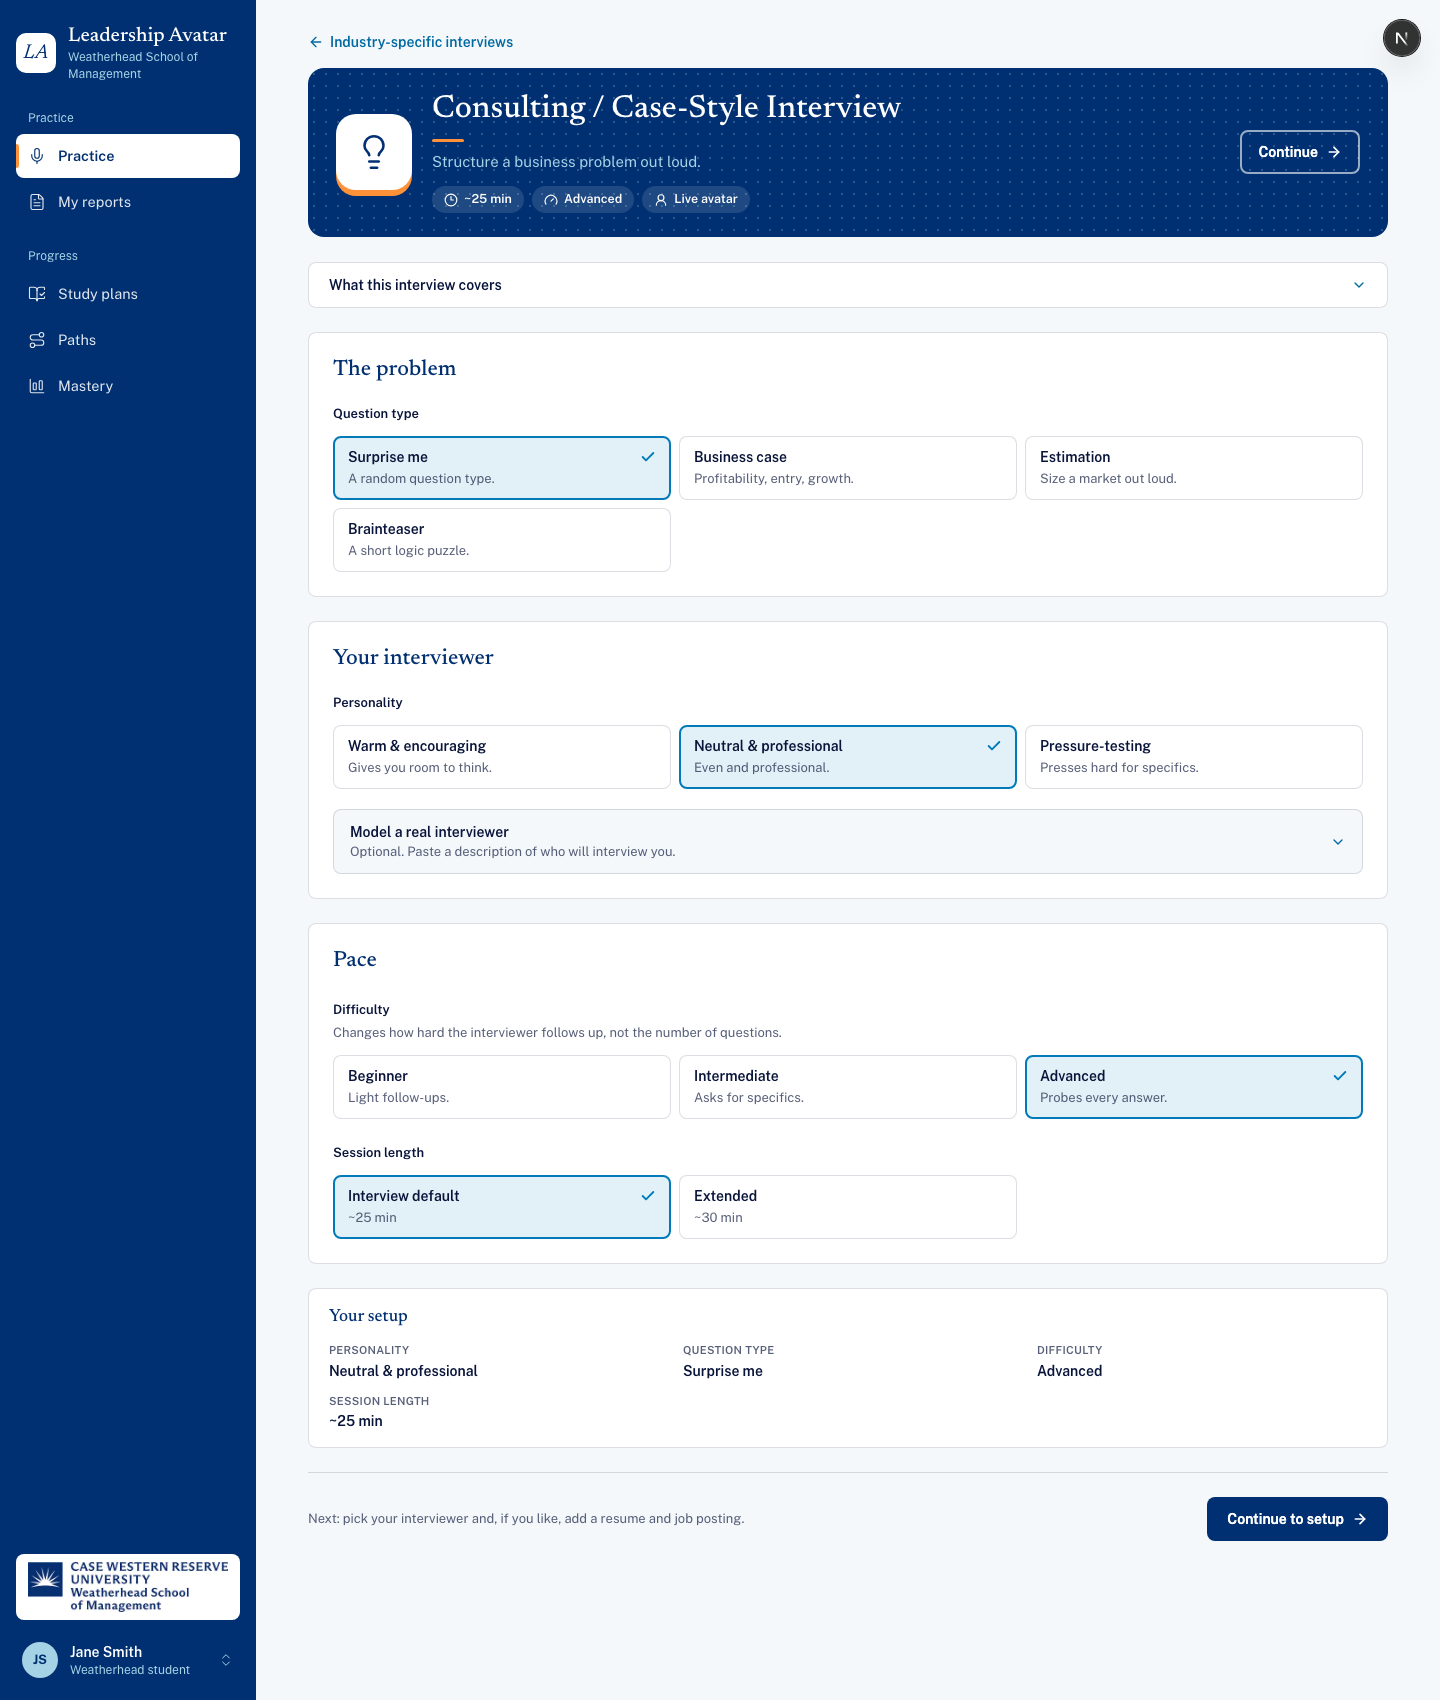 LA
Leadership Avatar
Weatherhead School of
Management
Practice
Practice
My reports
Progress
Study plans
Paths
Mastery
CASE WESTERN RESERVE
UNIVERSITY
Weatherhead School
of Management
JS
Jane Smith
Weatherhead student
Industry-specific interviews
N
Consulting / Case-Style Interview
Structure a business problem out loud.
~25 min
Advanced
Live avatar
Continue
What this interview covers
The problem
Question type
Surprise me
A random question type.
Business case
Profitability, entry, growth.
Estimation
Size a market out loud.
Brainteaser
A short logic puzzle.
Your interviewer
Personality
Warm & encouraging
Gives you room to think.
Neutral & professional
Even and professional.
Pressure-testing
Presses hard for specifics.
Model a real interviewer
Optional. Paste a description of who will interview you.
Pace
Difficulty
Changes how hard the interviewer follows up, not the number of questions.
Beginner
Light follow-ups.
Intermediate
Asks for specifics.
Advanced
Probes every answer.
Session length
Interview default
~25 min
Extended
~30 min
Your setup
PERSONALITY
Neutral & professional
QUESTION TYPE
Surprise me
DIFFICULTY
Advanced
SESSION LENGTH
~25 min
Next: pick your interviewer and, if you like, add a resume and job posting.
Continue to setup